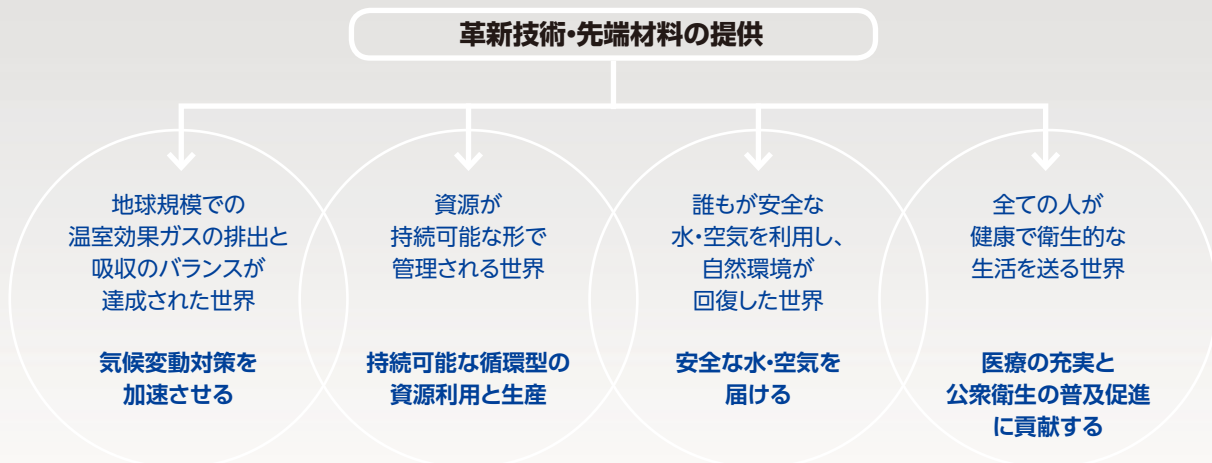 革新技術・先端材料の提供
地球規模での
温室効果ガスの排出と
吸収のバランスが
達成された世界
気候変動対策を
加速させる
資源が
持続可能な形で
管理される世界
持続可能な循環型の
資源利用と生産
誰もが安全な
水・空気を利用し、
自然環境が
回復した世界
安全な水・空気を
届ける
全ての人が
健康で衛生的な
生活を送る世界
医療の充実と
公衆衛生の普及促進
に貢献する